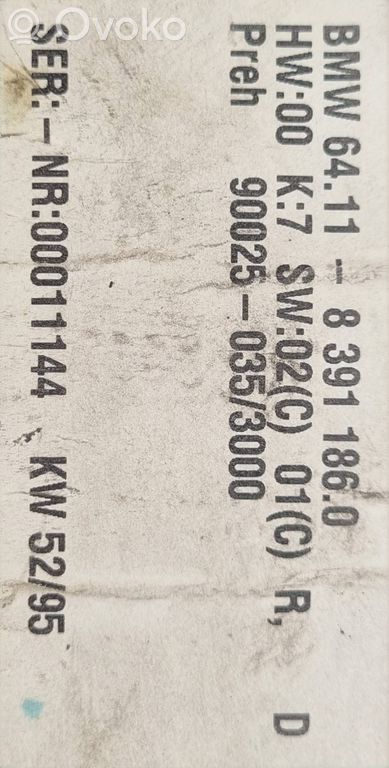 BMW 64.11 - 8 391 186.0
HW:00 K:7 SW:02(C) 01(C) R, D
Preh 90025-035/3000
SER:-NR:00011144 KW 52/95
Ovoko